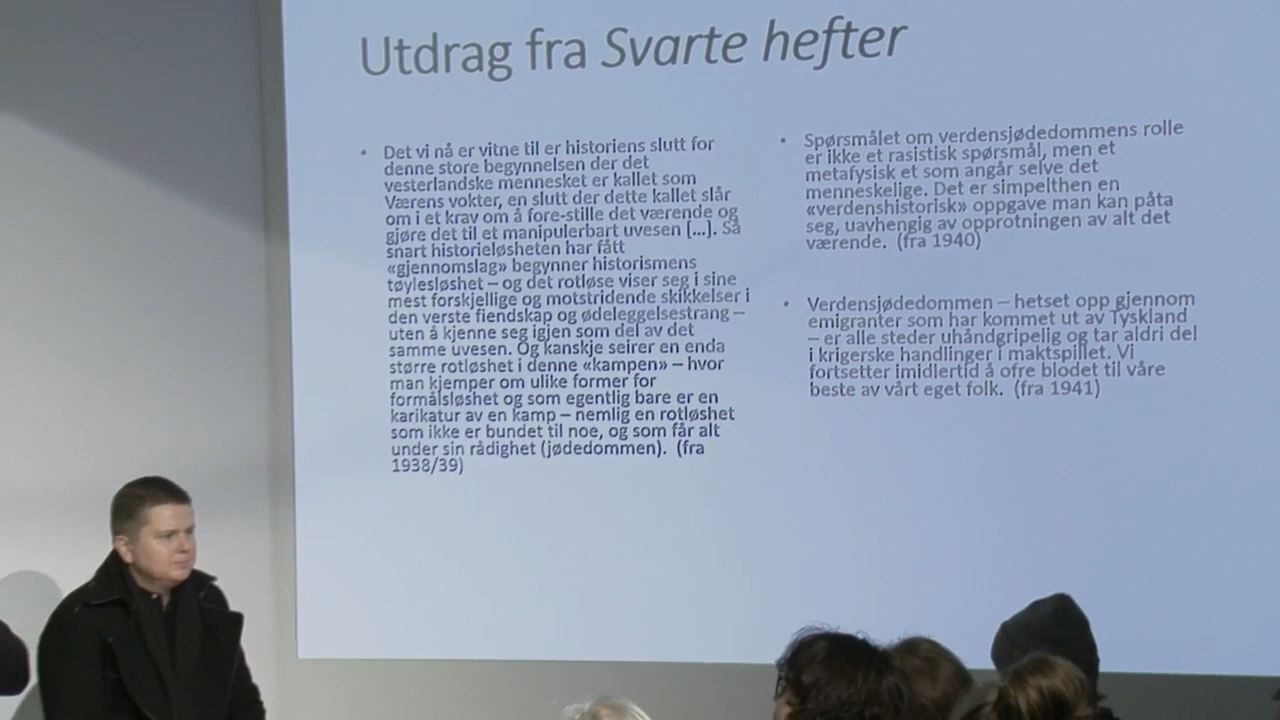 Utdrag fra Svarte hefter
• Det vi nå er vitne til er historiens slutt for
denne store begynnelsen der det
vesterlandske mennesket er kallet som
Værens vokter, en slutt der dette kallet slår
om i et krav om å fore-stille det værende og
gjøre det til et manipulerbart uvesen [...]. Så
snart historieløsheten har fått
«gjennomslag» begynner historismens
tøylesløshet – og det rotløse viser seg i sine
mest forskjellige og motstridende skikkelser i
den verste fiendskap og ødeleggelsestrang –
uten å kjenne seg igjen som del av det
samme uvesen. Og kanskje seirer en enda
større rotløshet i denne «kampen» – hvor
man kjemper om ulike former for
formålsløshet og som egentlig bare er en
karikatur av en kamp – nemlig en rotløshet
som ikke er bundet til noe, og som får alt
under sin rådighet (jødedommen). (fra
1938/39)
• Spørsmålet om verdensjødedommens rolle
er ikke et rasistisk spørsmål, men et
metafysisk et som angår selve det
menneskelige. Det er simpelthen en
«verdenshistorisk» oppgave man kan påta
seg, uavhengig av opprotningen av alt det
værende. (fra 1940)
• Verdensjødedommen – hetset opp gjennom
emigranter som har kommet ut av Tyskland
– er alle steder uhåndgripelig og tar aldri del
i krigerske handlinger i maktspillet. Vi
fortsetter imidlertid å ofre blodet til våre
beste av vårt eget folk. (fra 1941)